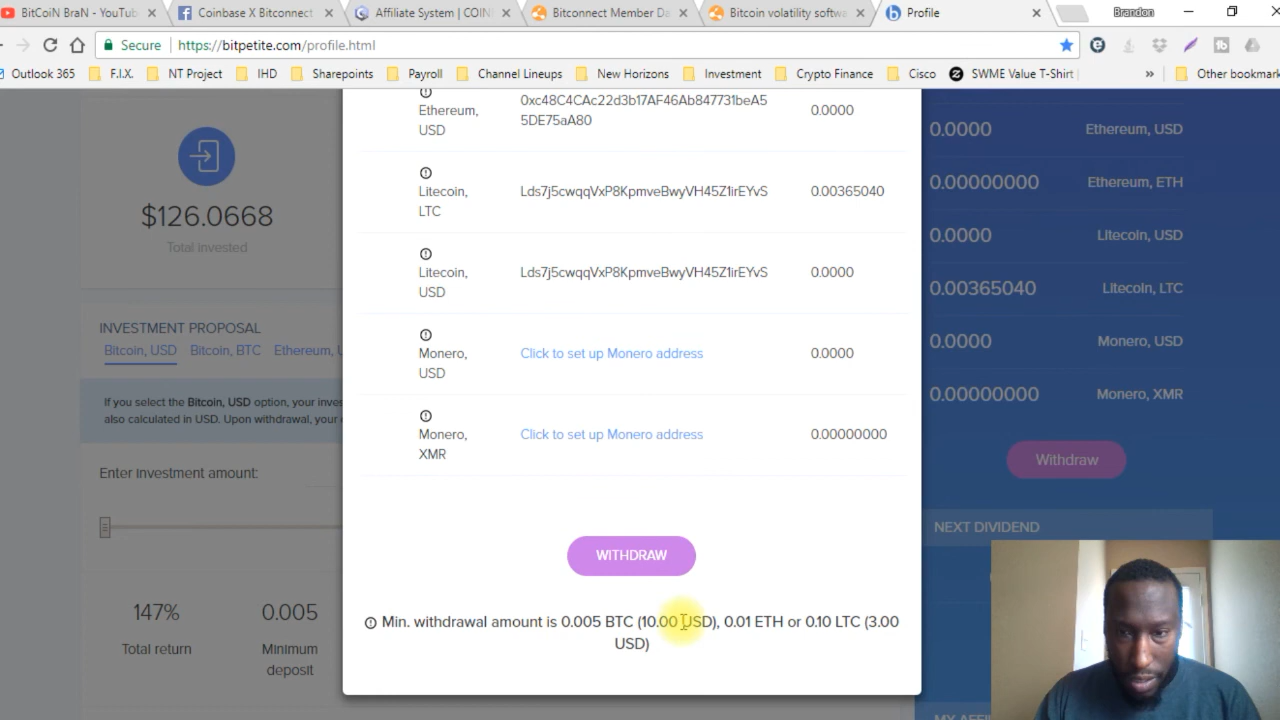 BitCoiN BraN - YouTub
Coinbase X Bitconnect
Affiliate System | COIN
Bitconnect Member Da
Bitcoin volatility softwa
Profile
Brandon
Secure
https://bitpetite.com/profile.html
Outlook 365
F.I.X.
NT Project
IHD
Sharepoints
Payroll
Channel Lineups
New Horizons
Investment
Crypto Finance
Cisco
SWME Value T-Shirt
»
Other bookmark
$126.0668
Total invested
INVESTMENT PROPOSAL
Bitcoin, USD
Bitcoin, BTC
Ethereum, U
If you select the Bitcoin, USD option, your inves
also calculated in USD. Upon withdrawal, your
Enter investment amount:
147%
Total return
0.005
Minimum
deposit
Ethereum,
USD
0xc48C4CAc22d3b17AF46Ab847731beA5
5DE75aA80
0.0000
Litecoin,
LTC
Lds7j5cwqqVxP8KpmveBwyVH45Z1irEYvS
0.00365040
Litecoin,
USD
Lds7j5cwqqVxP8KpmveBwyVH45Z1irEYvS
0.0000
Monero,
USD
Click to set up Monero address
0.0000
Monero,
XMR
Click to set up Monero address
0.00000000
WITHDRAW
Min. withdrawal amount is 0.005 BTC (10.00 USD), 0.01 ETH or 0.10 LTC (3.00
USD)
0.0000 Ethereum, USD
0.00000000 Ethereum, ETH
0.0000 Litecoin, USD
0.00365040 Litecoin, LTC
0.0000 Monero, USD
0.00000000 Monero, XMR
Withdraw
NEXT DIVIDEND
MY AFFIL